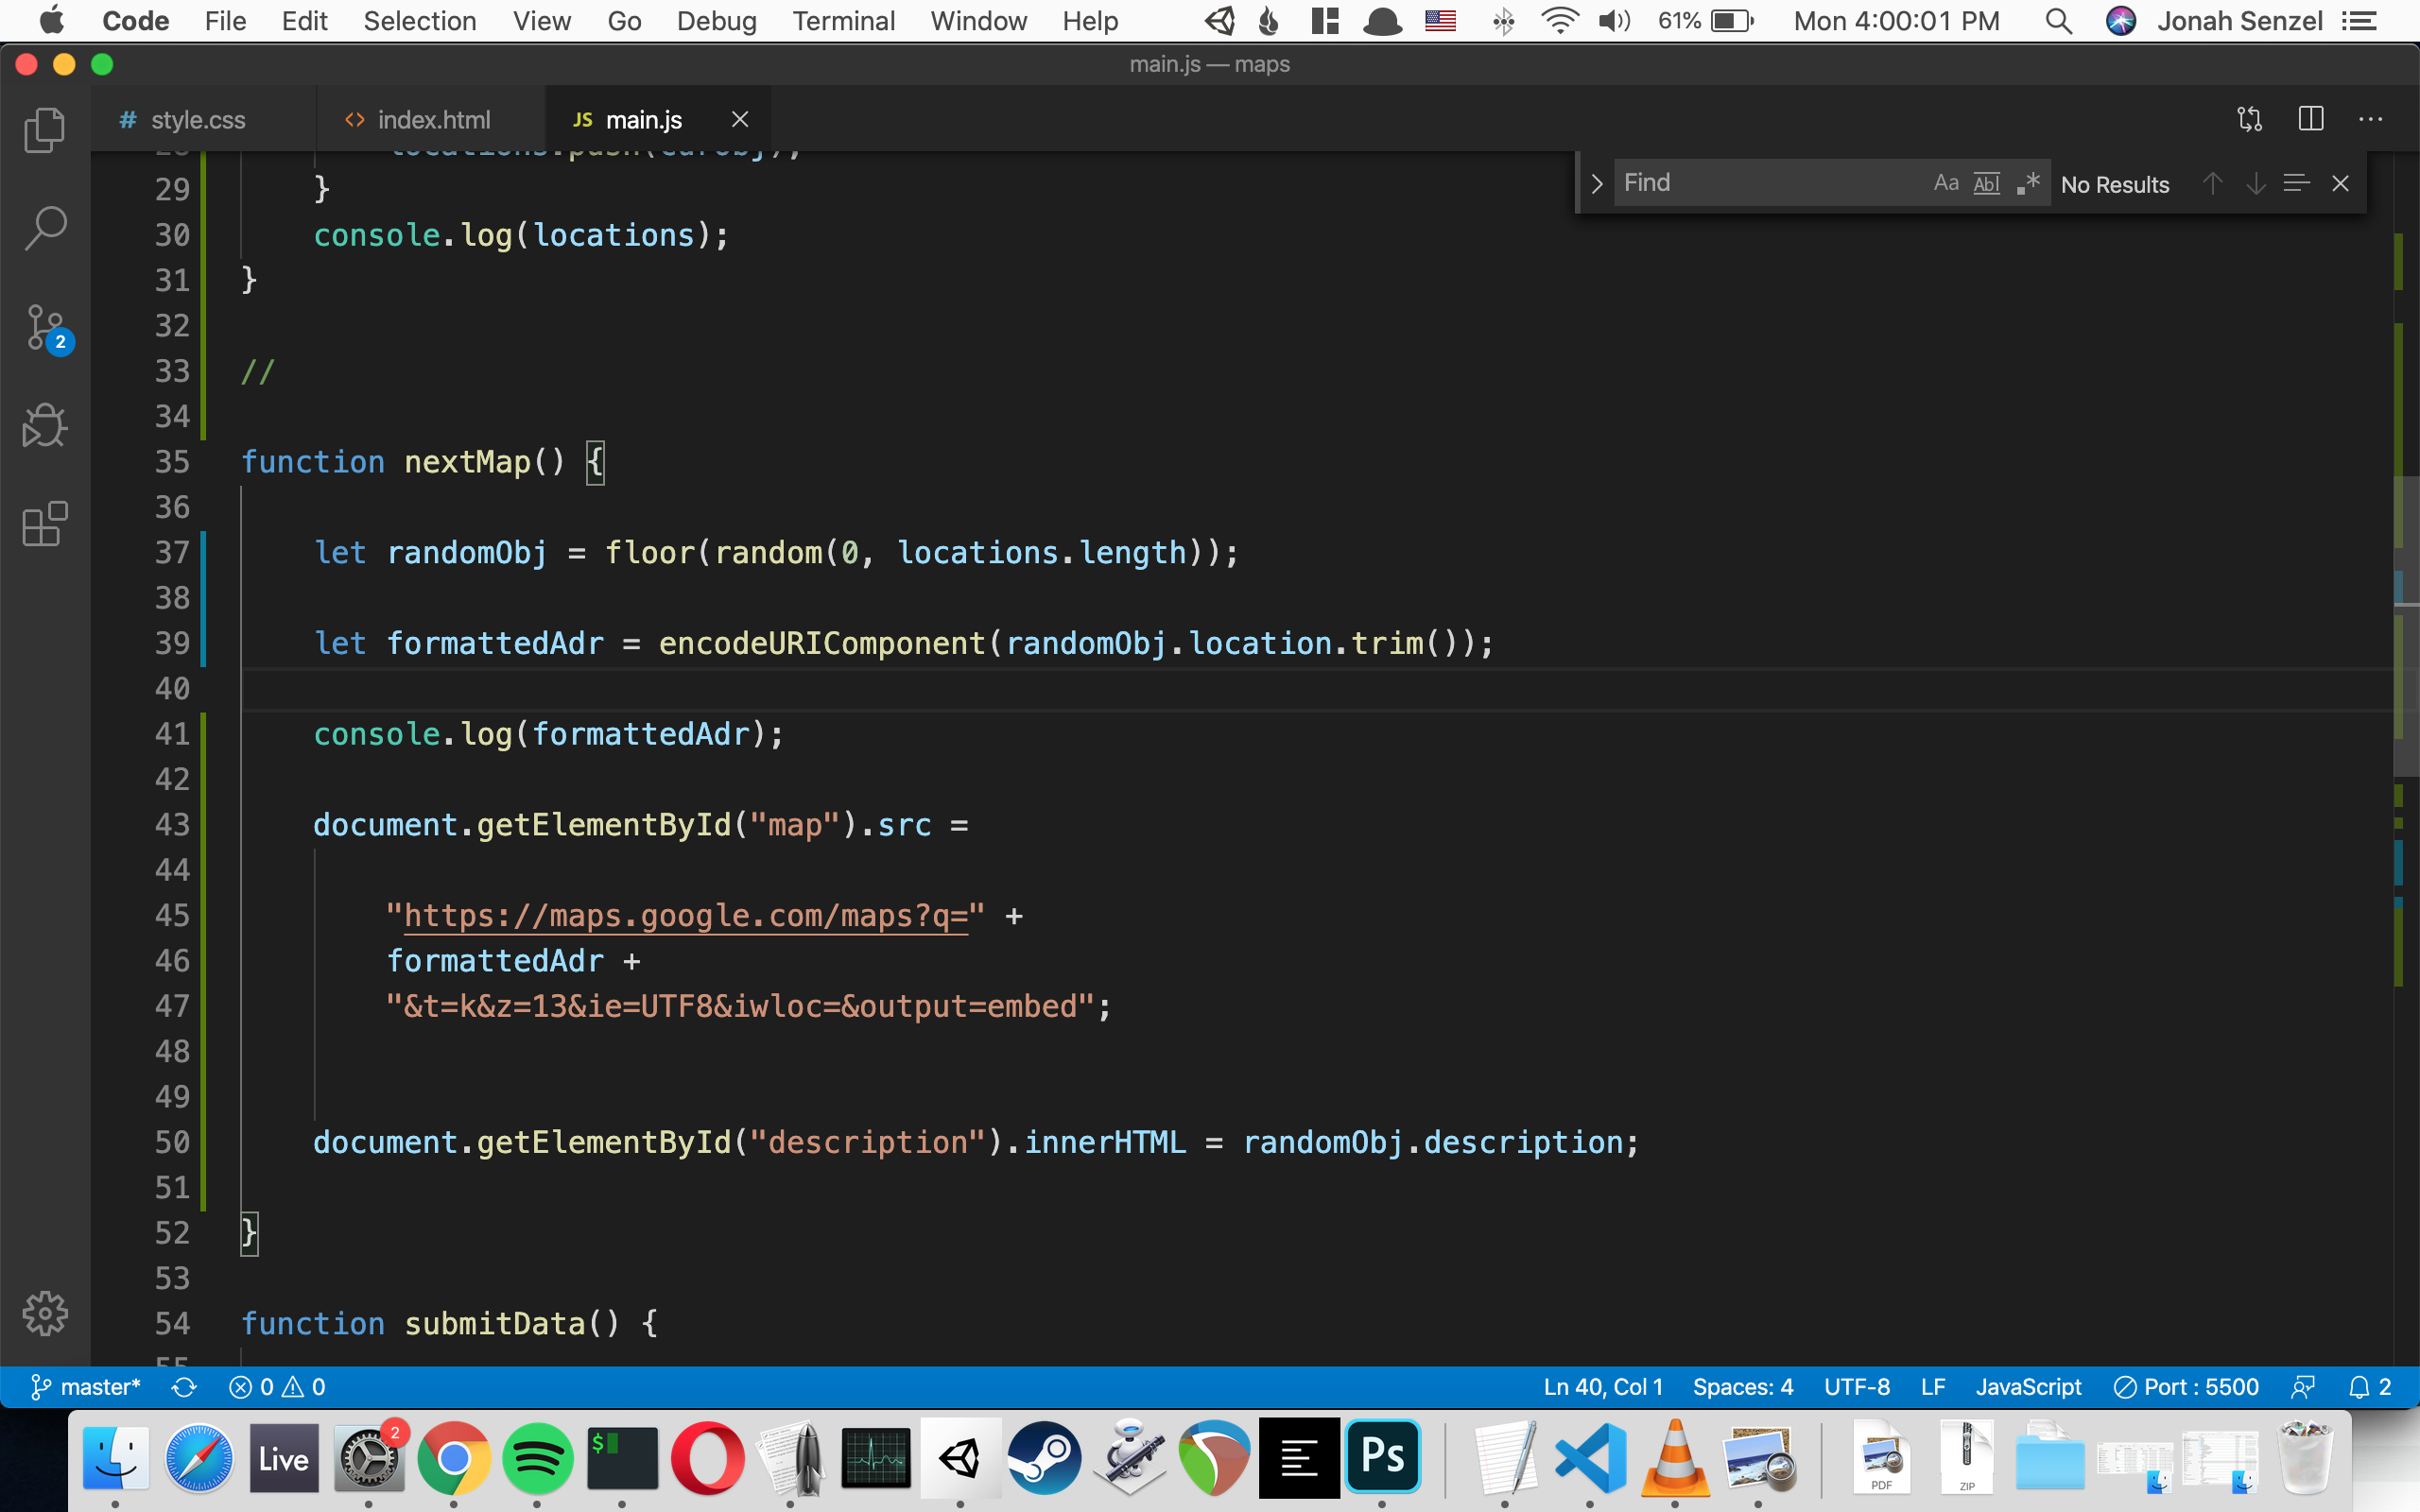 Code File Edit Selection View Go Debug Terminal Window Help 61% Mon 4:00:01 PM Jonah Senzel
main.js — maps
# style.css <> index.html JS main.js
28 locations.push(curObj);
Find Aa Abl .* No Results
29 }
30 console.log(locations);
31 }
32
33 //
34
35 function nextMap() {
36
37 let randomObj = floor(random(0, locations.length));
38
39 let formattedAdr = encodeURIComponent(randomObj.location.trim());
40
41 console.log(formattedAdr);
42
43 document.getElementById("map").src =
44
45 "https://maps.google.com/maps?q=" +
46 formattedAdr +
47 "&t=k&z=13&ie=UTF8&iwloc=&output=embed";
48
49
50 document.getElementById("description").innerHTML = randomObj.description;
51
52 }
53
54 function submitData() {
55
2
master* 0 0 Ln 40, Col 1 Spaces: 4 UTF-8 LF JavaScript Port : 5500 2
Live 2 $ Ps PDF ZIP